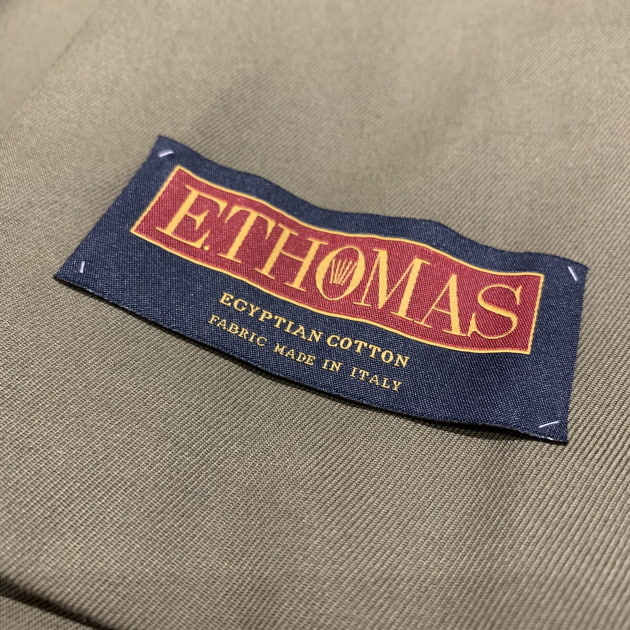 E.THOMAS
EGYPTIAN COTTON
FABRIC MADE IN ITALY